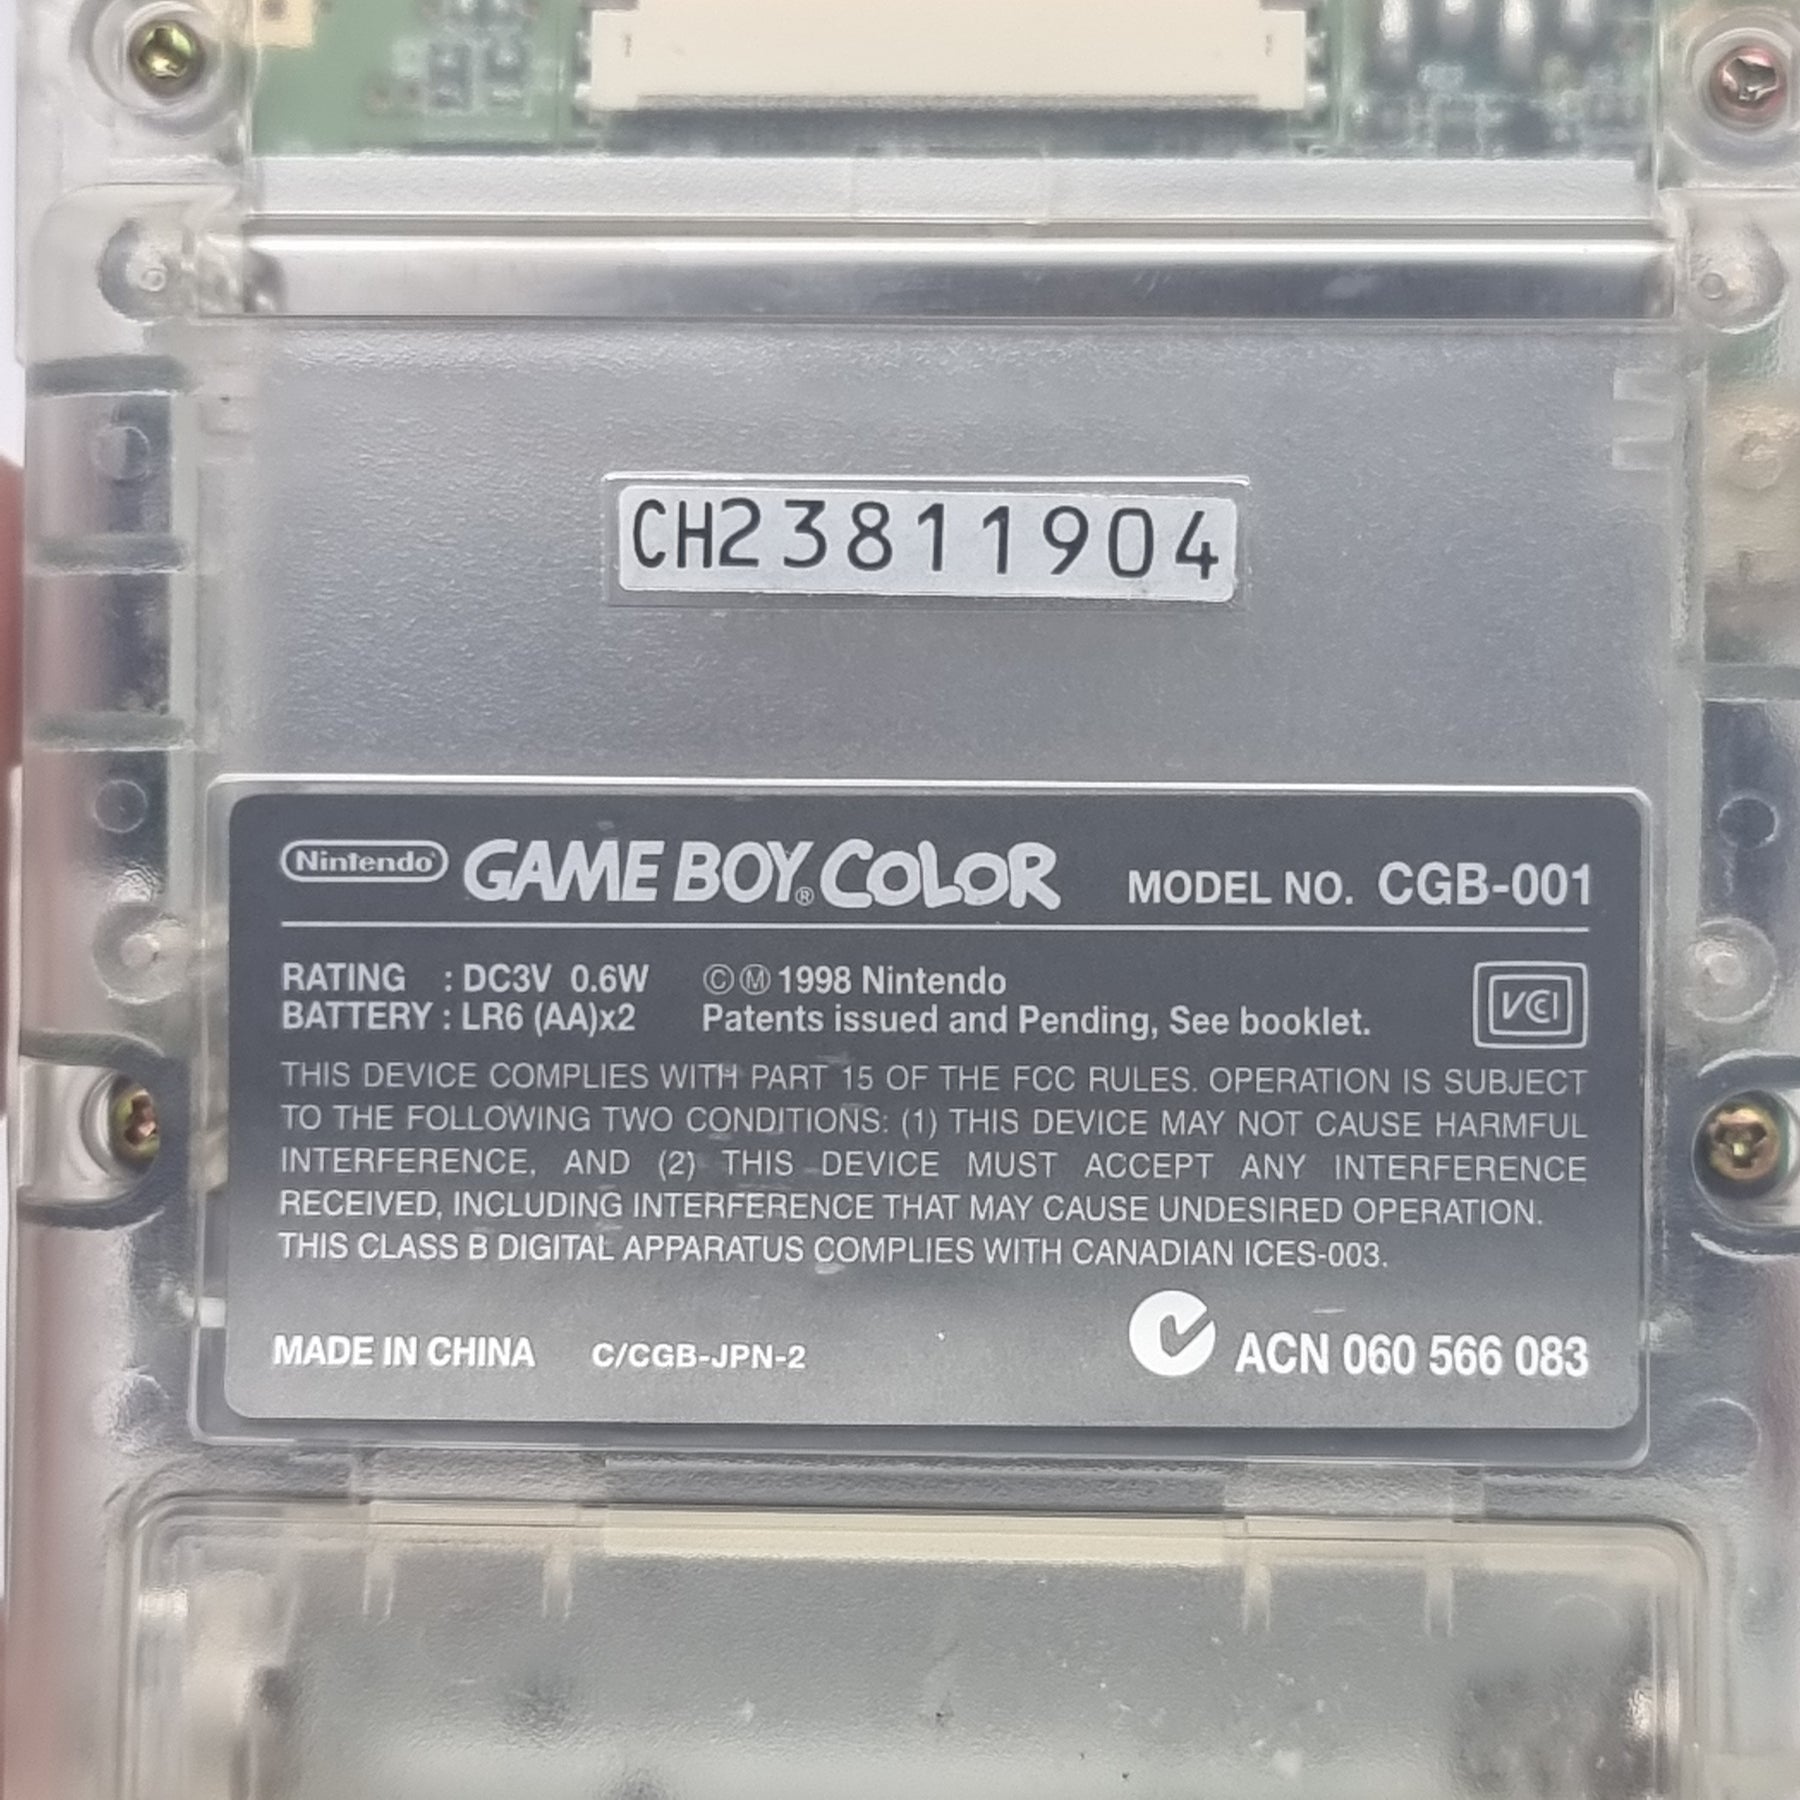 CH23811904
Nintendo® GAME BOY® COLOR MODEL NO. CGB-001
RATING : DC3V 0.6W ©Ⓜ 1998 Nintendo
BATTERY : LR6 (AA)x2 Patents issued and Pending, See booklet.
VCI
THIS DEVICE COMPLIES WITH PART 15 OF THE FCC RULES. OPERATION IS SUBJECT
TO THE FOLLOWING TWO CONDITIONS: (1) THIS DEVICE MAY NOT CAUSE HARMFUL
INTERFERENCE, AND (2) THIS DEVICE MUST ACCEPT ANY INTERFERENCE
RECEIVED, INCLUDING INTERFERENCE THAT MAY CAUSE UNDESIRED OPERATION.
THIS CLASS B DIGITAL APPARATUS COMPLIES WITH CANADIAN ICES-003.
MADE IN CHINA C/CGB-JPN-2 ACN 060 566 083